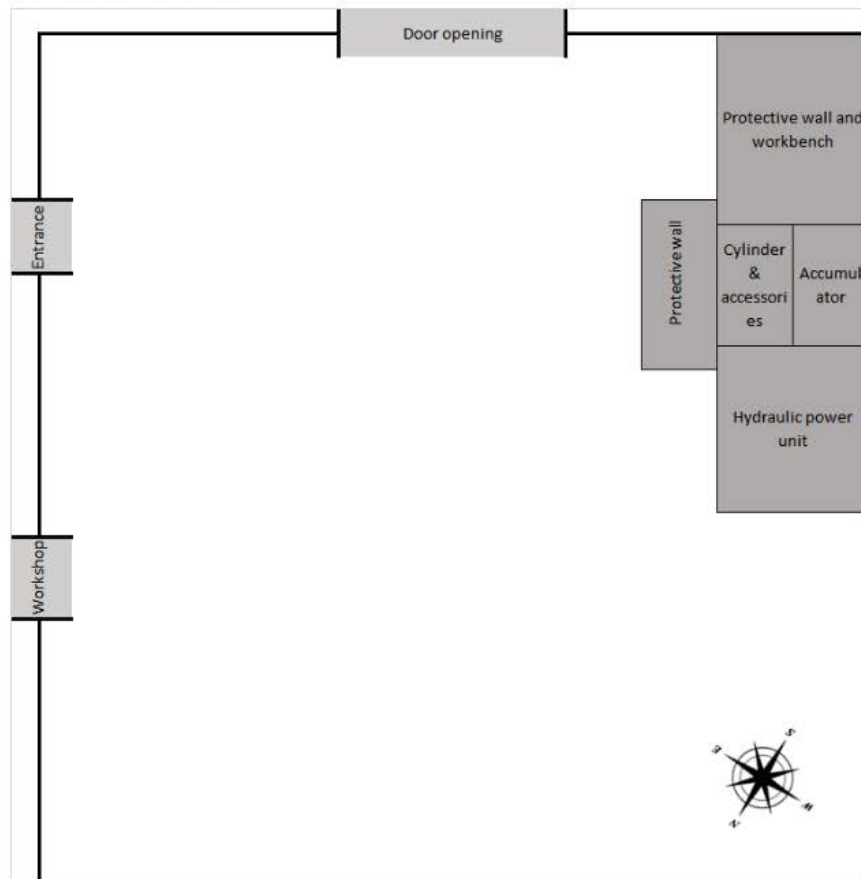 Door opening
Protective wall and
workbench
Entrance
Protective wall
Cylinder
&
accessori
es
Accumul
ator
Hydraulic power
unit
Workshop
S
E
W
N